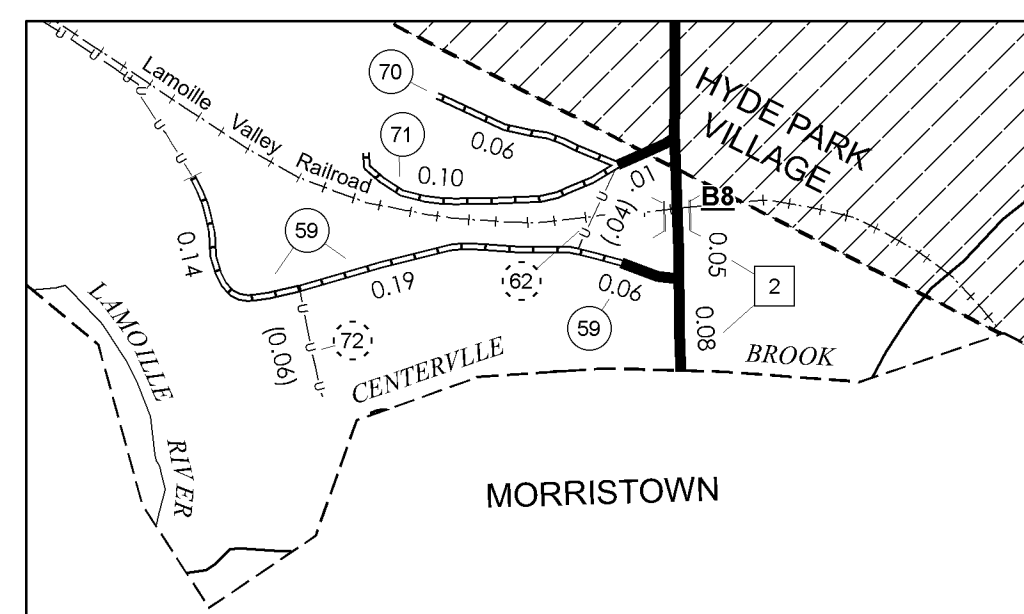 70
Lamoille Valley Railroad
HYDE PARK
VILLAGE
71
0.06
0.10
.01
(.04)
B8
59
0.14
0.05
2
0.19
62
0.06
59
0.08
(0.06)
72
CENTERVLLE
BROOK
LAMOILLE
RIVER
MORRISTOWN
U
U
U
U
U
U
U
U
U
U